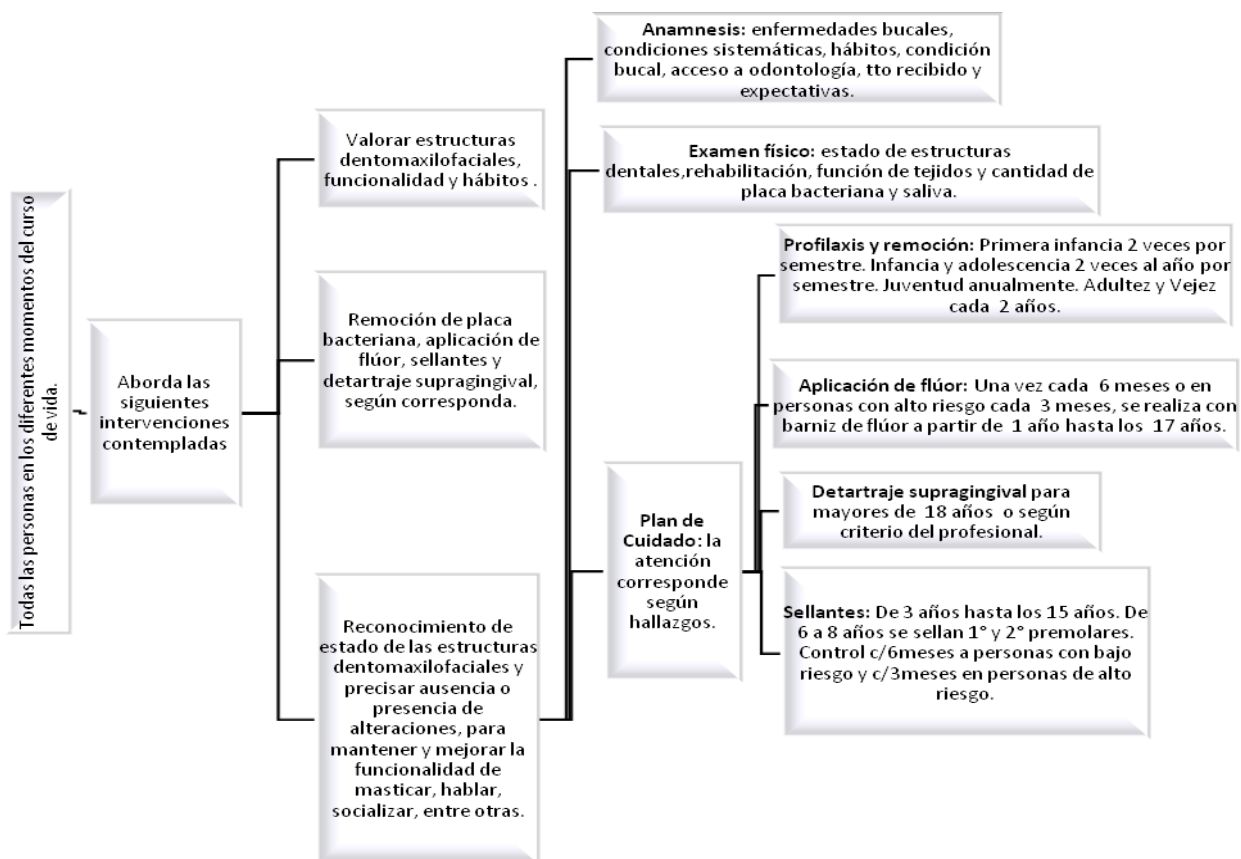 Todas las personas en los diferentes momentos del curso
de vida.
Aborda las
siguientes
intervenciones
contempladas
Valorar estructuras
dentomaxilofaciales,
funcionalidad y hábitos .
Remoción de placa
bacteriana, aplicación de
flúor, sellantes y
detartraje supragingival,
según corresponda.
Reconocimiento de
estado de las estructuras
dentomaxilofaciales y
precisar ausencia o
presencia de
alteraciones, para
mantener y mejorar la
funcionalidad de
masticar, hablar,
socializar, entre otras.
Anamnesis: enfermedades bucales,
condiciones sistemáticas, hábitos, condición
bucal, acceso a odontología, tto recibido y
expectativas.
Examen físico: estado de estructuras
dentales,rehabilitación, función de tejidos y cantidad de
placa bacteriana y saliva.
Plan de
Cuidado: la
atención
corresponde
según
hallazgos.
Profilaxis y remoción: Primera infancia 2 veces por
semestre. Infancia y adolescencia 2 veces al año por
semestre. Juventud anualmente. Adultez y Vejez
cada 2 años.
Aplicación de flúor: Una vez cada 6 meses o en
personas con alto riesgo cada 3 meses, se realiza con
barniz de flúor a partir de 1 año hasta los 17 años.
Detartraje supragingival para
mayores de 18 años o según
criterio del profesional.
Sellantes: De 3 años hasta los 15 años. De
6 a 8 años se sellan 1° y 2° premolares.
Control c/6meses a personas con bajo
riesgo y c/3meses en personas de alto
riesgo.